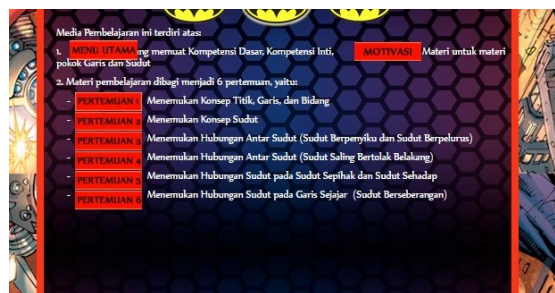 Media Pembelajaran ini terdiri atas:
1. MENU UTAMA ng memuat Kompetensi Dasar, Kompetensi Inti, MOTIVASI Materi untuk materi
pokok Garis dan Sudut
2. Materi pembelajaran dibagi menjadi 6 pertemuan, yaitu:
- PERTEMUAN 1 Menemukan Konsep Titik, Garis, dan Bidang
- PERTEMUAN 2 Menemukan Konsep Sudut
- PERTEMUAN 3 Menemukan Hubungan Antar Sudut (Sudut Berpenyiku dan Sudut Berpelurus)
- PERTEMUAN 4 Menemukan Hubungan Antar Sudut (Sudut Saling Bertolak Belakang)
- PERTEMUAN 5 Menemukan Hubungan Sudut pada Sudut Sepihak dan Sudut Sehadap
- PERTEMUAN 6 Menemukan Hubungan Sudut pada Garis Sejajar (Sudut Berseberangan)